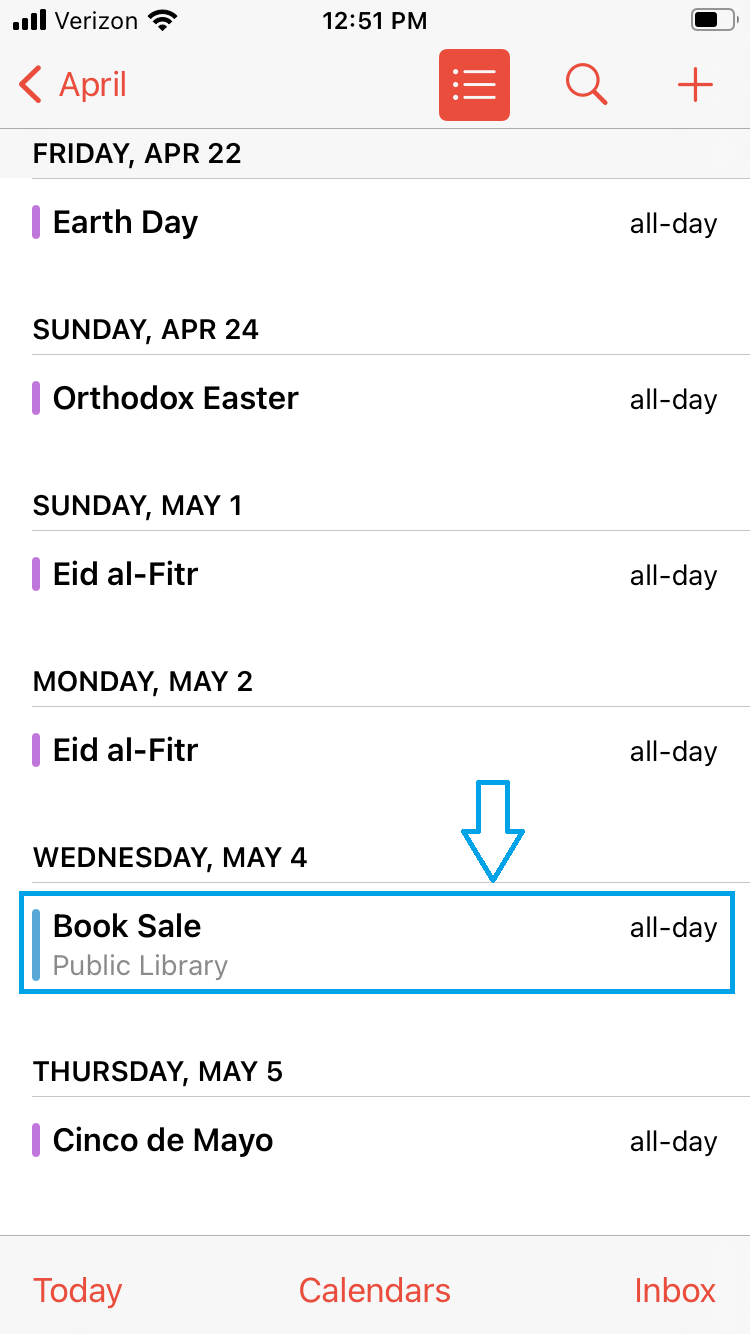 Verizon 12:51 PM
April
FRIDAY, APR 22
Earth Day all-day
SUNDAY, APR 24
Orthodox Easter all-day
SUNDAY, MAY 1
Eid al-Fitr all-day
MONDAY, MAY 2
Eid al-Fitr all-day
WEDNESDAY, MAY 4
Book Sale all-day
Public Library
THURSDAY, MAY 5
Cinco de Mayo all-day
Today Calendars Inbox